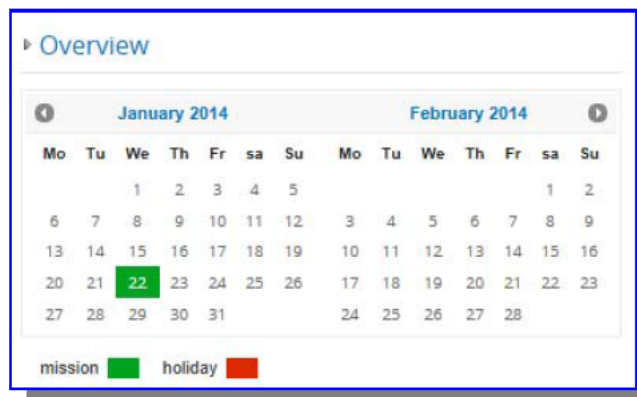 Overview
January 2014 February 2014
Mo Tu We Th Fr sa Su Mo Tu We Th Fr sa Su
1 2 3 4 5 1 2
6 7 8 9 10 11 12 3 4 5 6 7 8 9
13 14 15 16 17 18 19 10 11 12 13 14 15 16
20 21 22 23 24 25 26 17 18 19 20 21 22 23
27 28 29 30 31 24 25 26 27 28
mission holiday